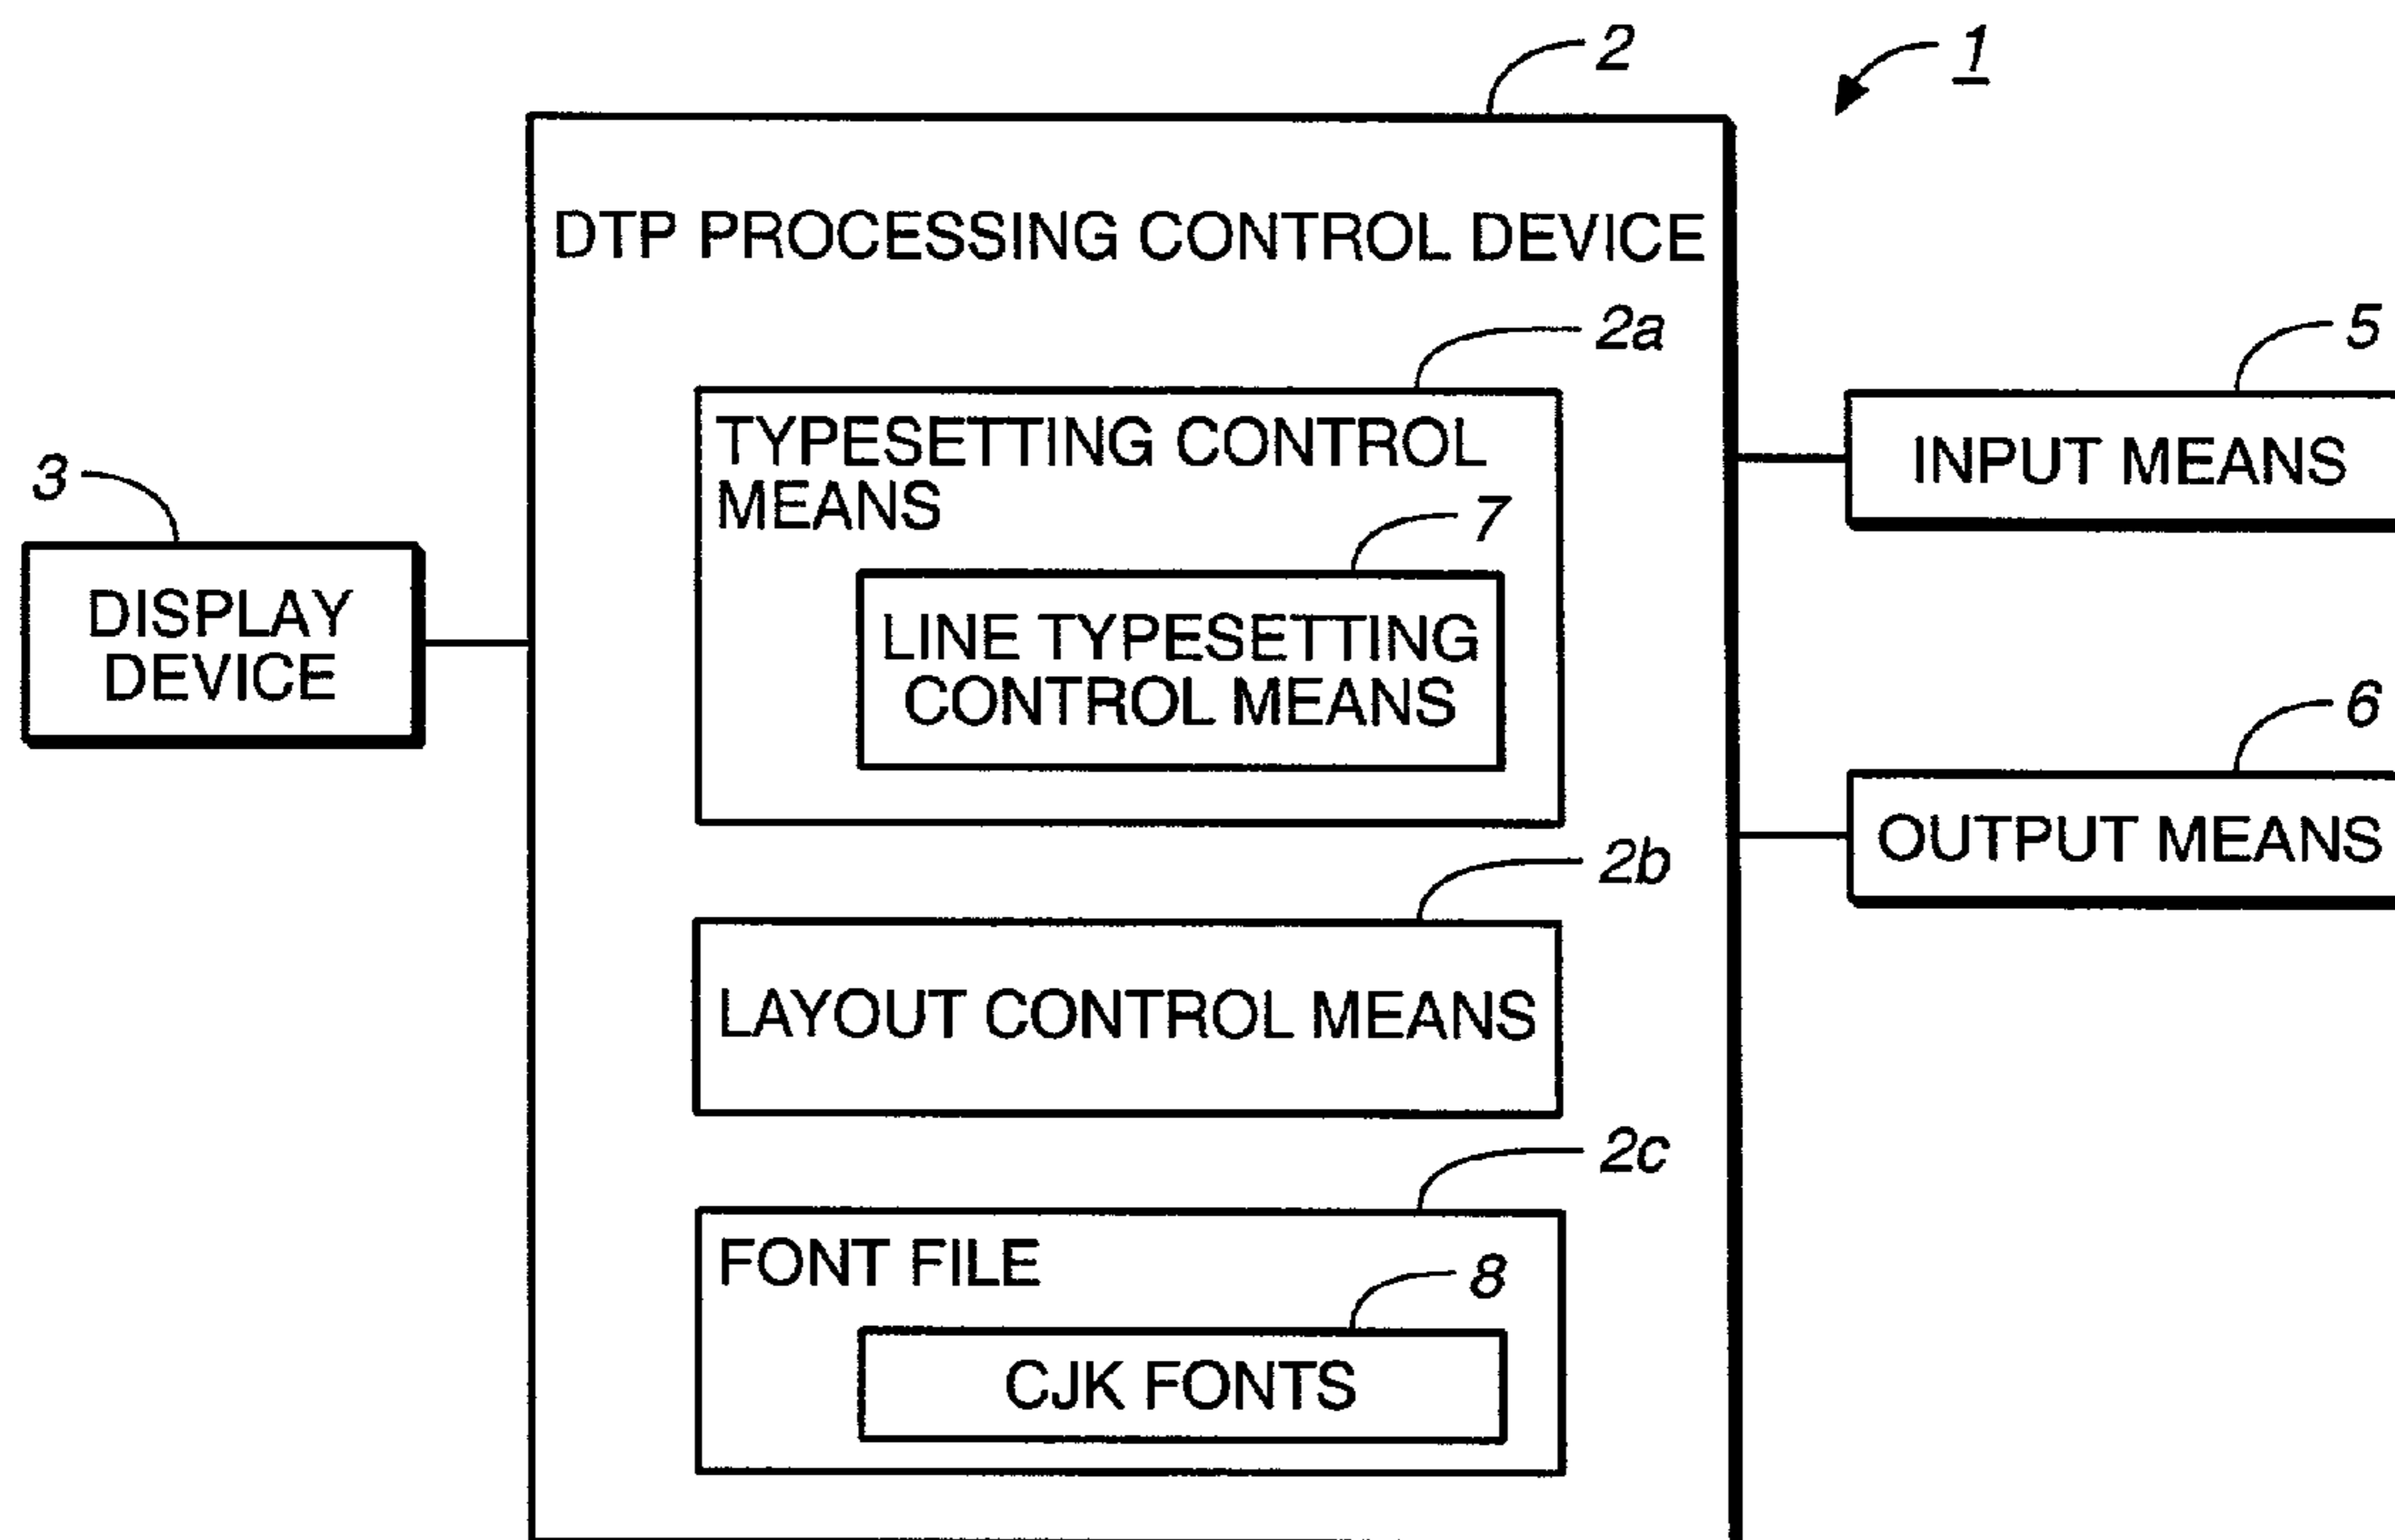 2
1
DTP PROCESSING CONTROL DEVICE
2a
5
TYPESETTING CONTROL
MEANS
INPUT MEANS
3
7
DISPLAY
DEVICE
LINE TYPESETTING
CONTROL MEANS
6
OUTPUT MEANS
2b
LAYOUT CONTROL MEANS
2c
FONT FILE
8
CJK FONTS